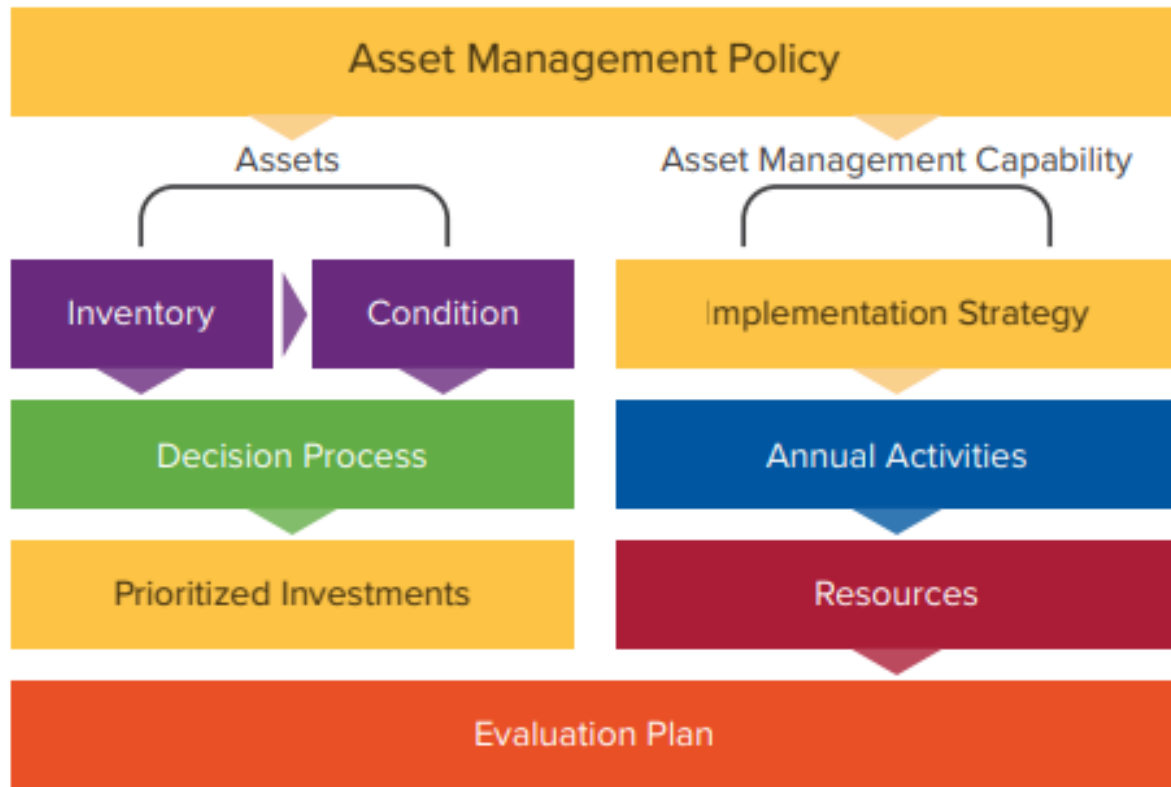 Asset Management Policy
Assets
Asset Management Capability
Inventory
Condition
Implementation Strategy
Decision Process
Annual Activities
Prioritized Investments
Resources
Evaluation Plan